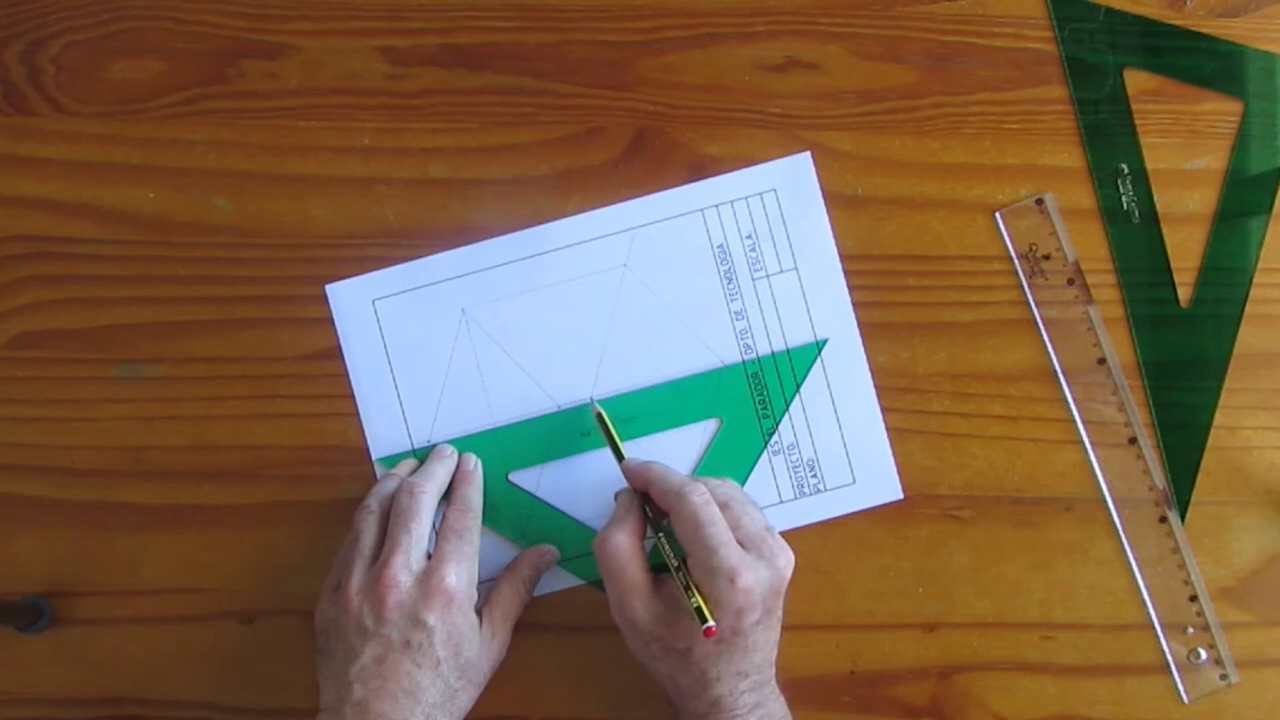 IES EL PARADOR - DPTO. DE TECNOLOGIA
PROYECTO:
PLANO:
ESCALA: